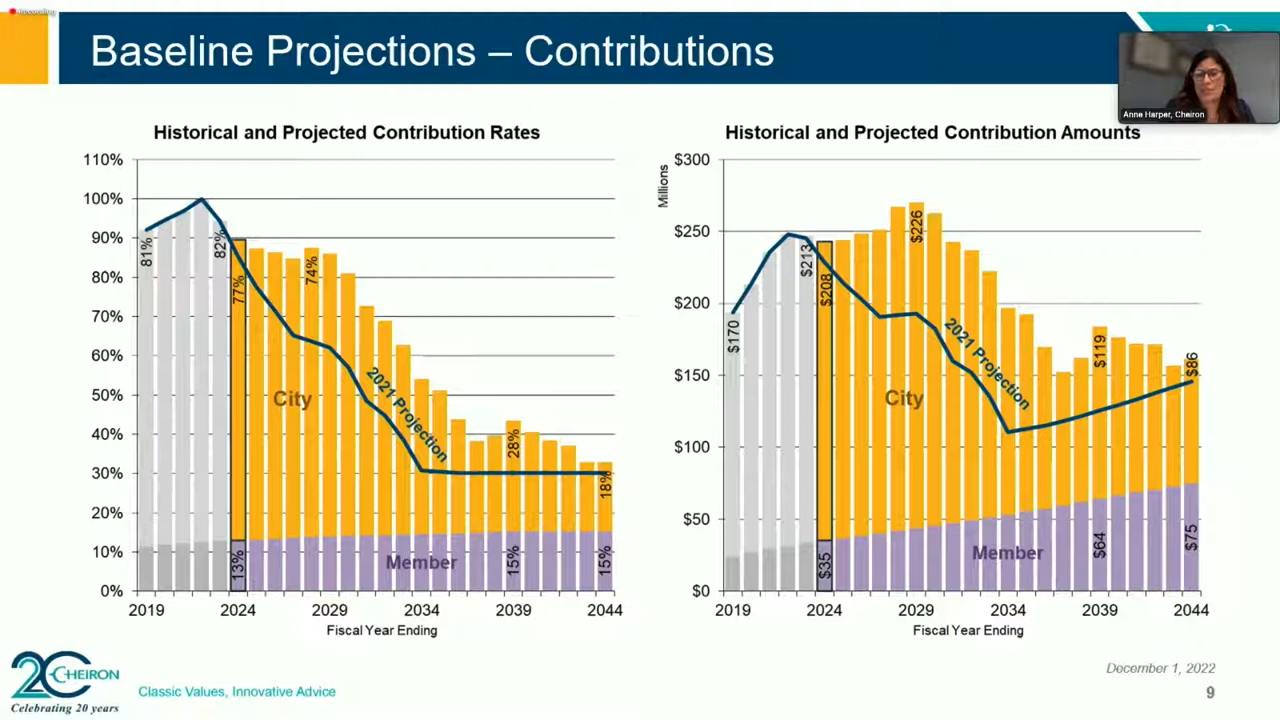 Recording
Baseline Projections – Contributions
Anne Harper, Cheiron
Historical and Projected Contribution Rates
110%
100%
90%
80%
70%
60%
50%
40%
30%
20%
10%
0%
81%
82%
77%
74%
28%
18%
13%
15%
15%
2021 Projection
City
Member
2019
2024
2029
2034
2039
2044
Fiscal Year Ending
Historical and Projected Contribution Amounts
Millions
$300
$250
$200
$150
$100
$50
$0
$170
$213
$208
$226
$119
$86
$35
$64
$75
2021 Projection
City
Member
2019
2024
2029
2034
2039
2044
Fiscal Year Ending
20 CHEIRON
Celebrating 20 years
Classic Values, Innovative Advice
December 1, 2022
9